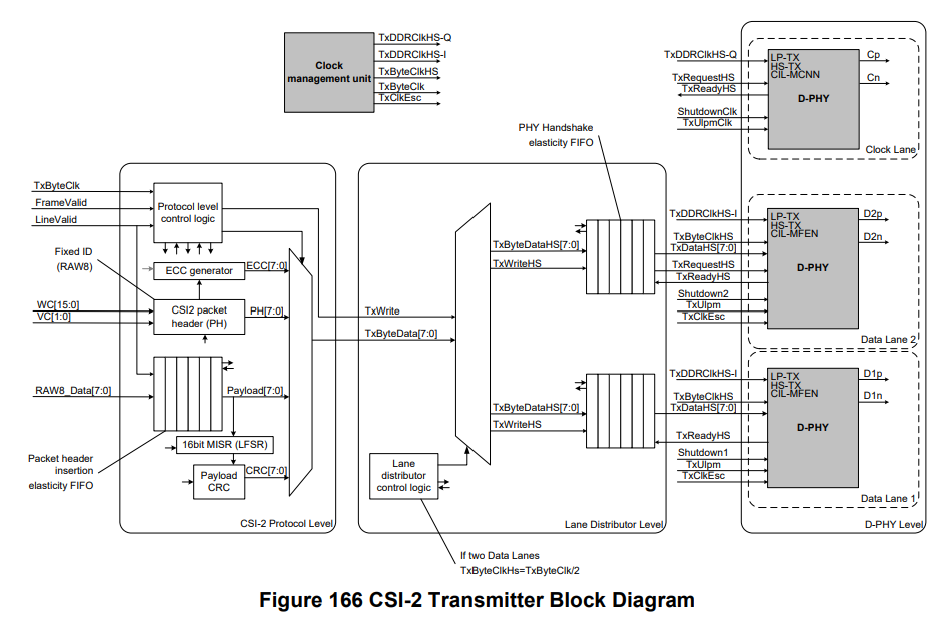 Clock
management unit
TxDDRClkHS-Q
TxDDRClkHS-I
TxByteClkHS
TxByteClk
TxClkEsc
TxDDRClkHS-Q
TxRequestHS
TxReadyHS
ShutdownClk
TxUlpmClk
LP-TX
HS-TX
CIL-MCNN
D-PHY
Cp
Cn
Clock Lane
PHY Handshake
elasticity FIFO
TxByteClk
FrameValid
LineValid
Protocol level
control logic
Fixed ID
(RAW8)
ECC generator
ECC[7:0]
WC[15:0]
VC[1:0]
CSI2 packet
header (PH)
PH[7:0]
RAW8_Data[7:0]
Payload[7:0]
16bit MISR (LFSR)
Payload
CRC
CRC[7:0]
Packet header
insertion
elasticity FIFO
CSI-2 Protocol Level
TxWrite
TxByteData[7:0]
TxByteDataHS[7:0]
TxWriteHS
TxByteDataHS[7:0]
TxWriteHS
Lane
distributor
control logic
Lane Distributor Level
If two Data Lanes
TxByteClkHs=TxByteClk/2
TxDDRClkHS-I
TxByteClkHS
TxDataHS[7:0]
TxRequestHS
TxReadyHS
Shutdown2
TxUlpm
TxClkEsc
LP-TX
HS-TX
CIL-MFEN
D-PHY
D2p
D2n
Data Lane 2
TxDDRClkHS-I
TxByteClkHS
TxDataHS[7:0]
TxReadyHS
Shutdown1
TxUlpm
TxClkEsc
LP-TX
HS-TX
CIL-MFEN
D-PHY
D1p
D1n
Data Lane 1
D-PHY Level
Figure 166 CSI-2 Transmitter Block Diagram